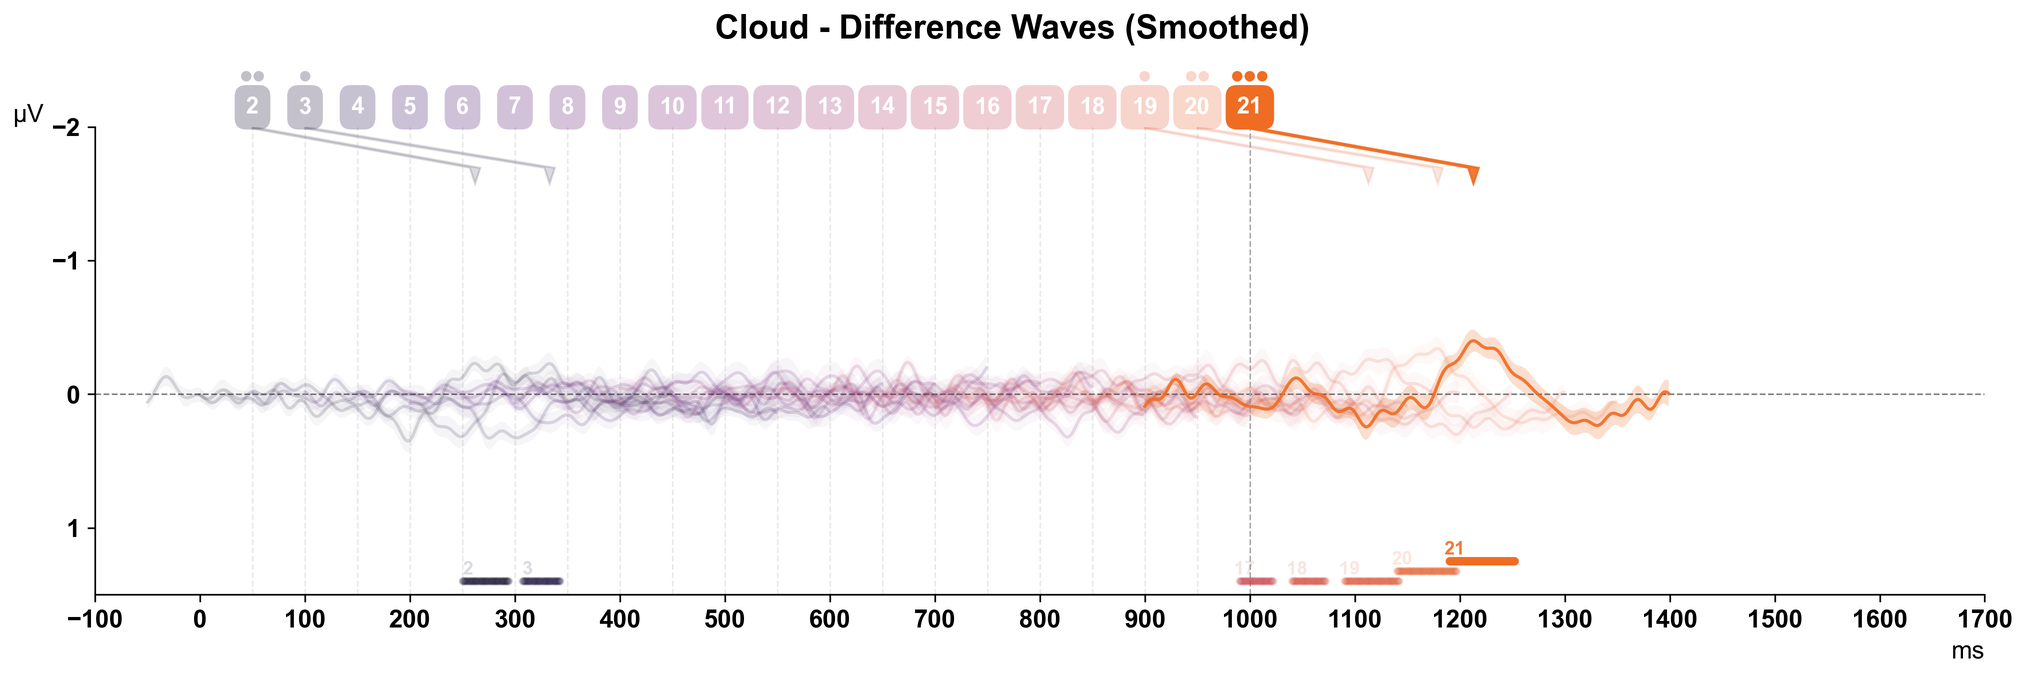 Cloud - Difference Waves (Smoothed)
2 3 4 5 6 7 8 9 10 11 12 13 14 15 16 17 18 19 20 21
µV
−2
−1
0
1
2 3 17 18 19 20 21
−100 0 100 200 300 400 500 600 700 800 900 1000 1100 1200 1300 1400 1500 1600 1700
ms